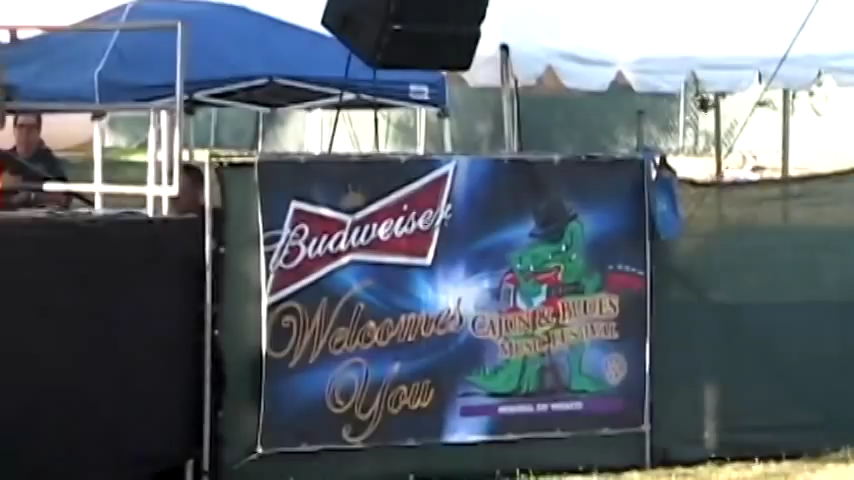 Budweiser
Welcomes
You
CAJUN & BLUES
MUSIC FESTIVAL